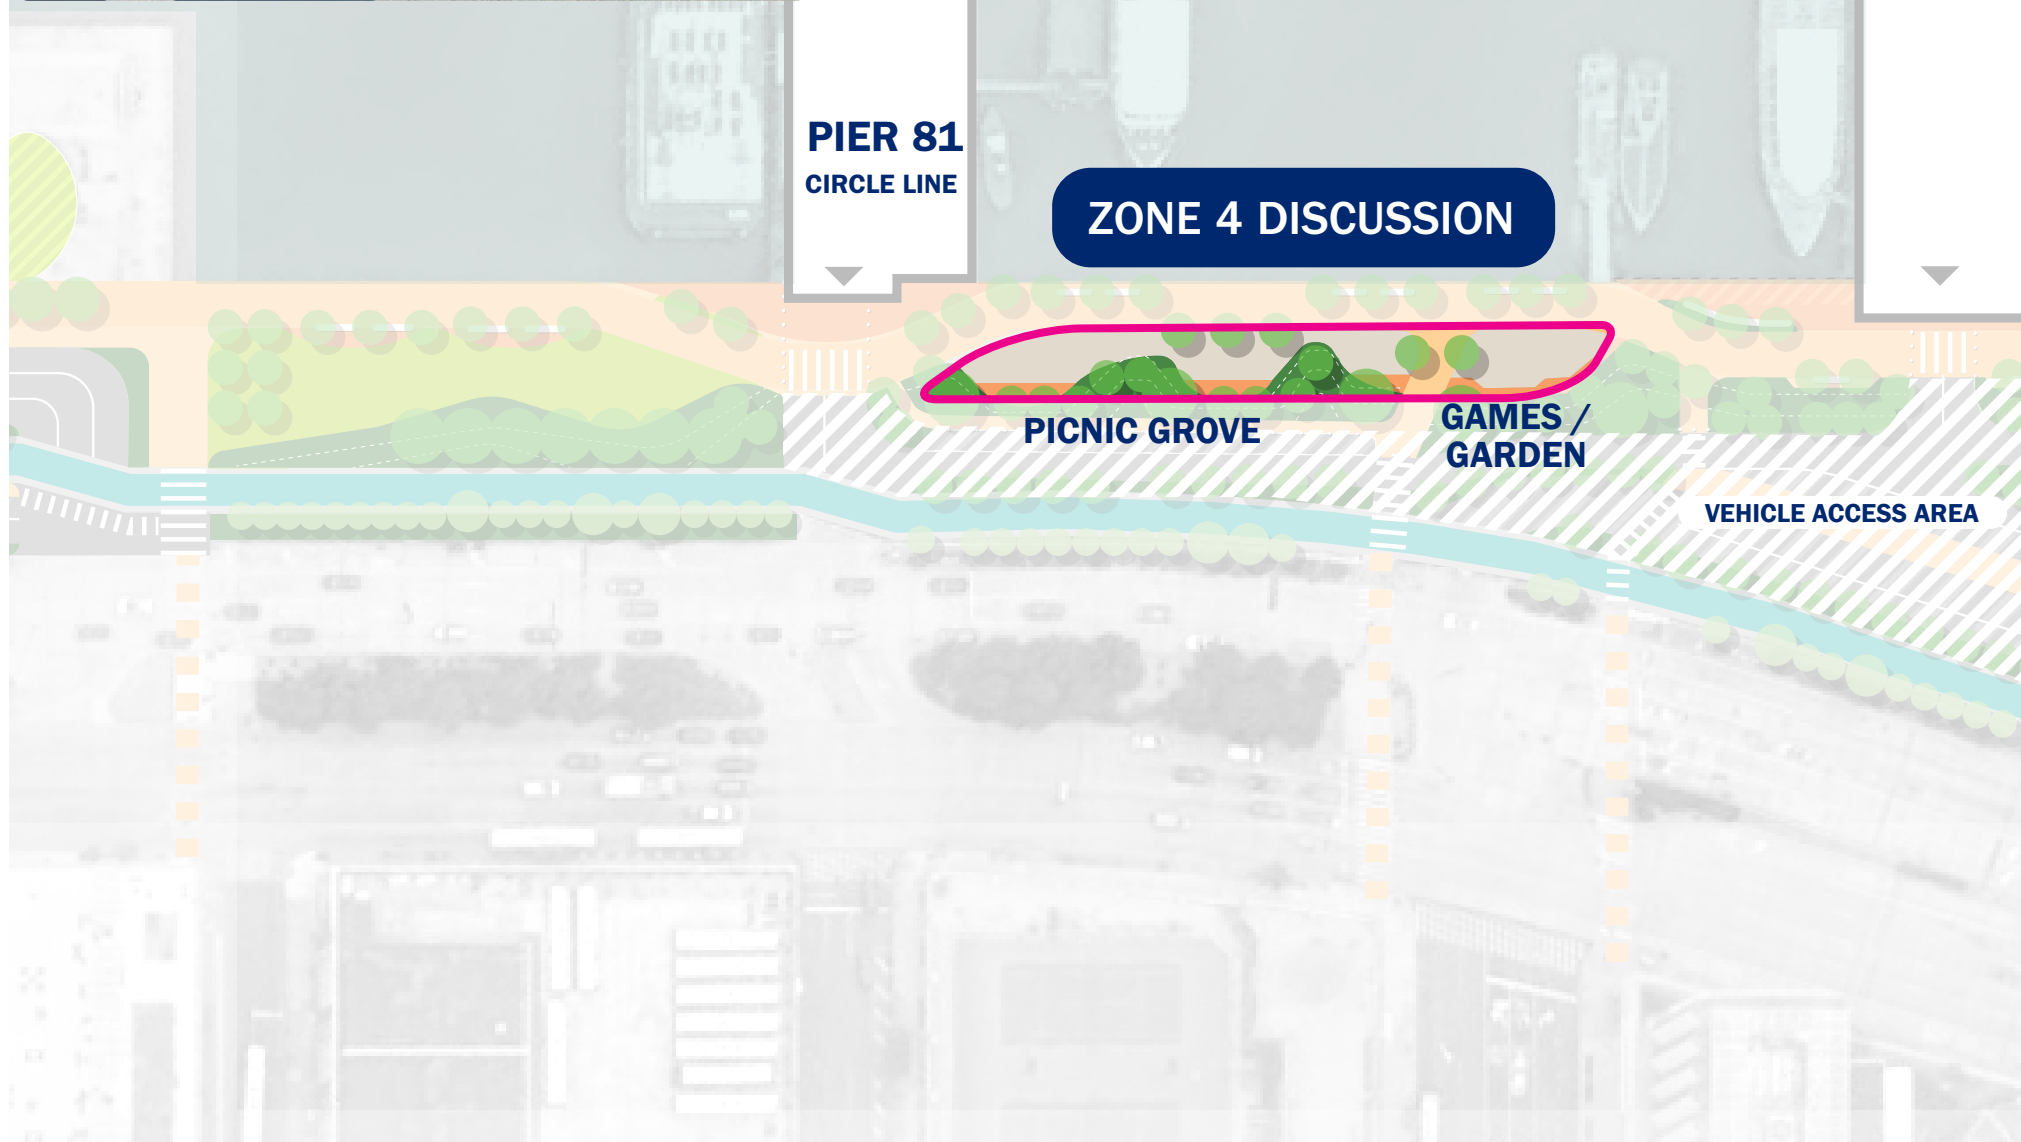 PIER 81
CIRCLE LINE
ZONE 4 DISCUSSION
PICNIC GROVE
GAMES /
GARDEN
VEHICLE ACCESS AREA